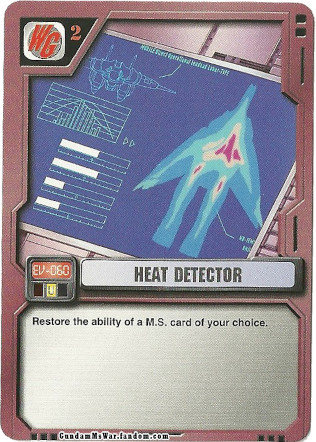 WG
2
EV-060
U
HEAT DETECTOR
Restore the ability of a M.S. card of your choice.
GundamMsWar.fandom.com